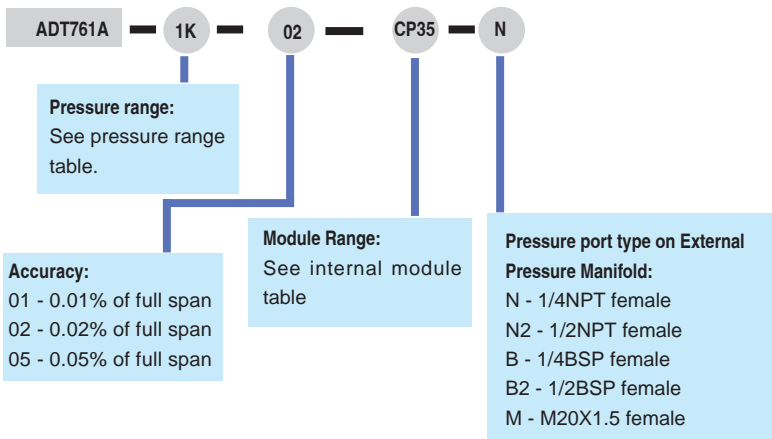 ADT761A 1K 02 CP35 N
Pressure range:
See pressure range
table.
Accuracy:
01 - 0.01% of full span
02 - 0.02% of full span
05 - 0.05% of full span
Module Range:
See internal module
table
Pressure port type on External
Pressure Manifold:
N - 1/4NPT female
N2 - 1/2NPT female
B - 1/4BSP female
B2 - 1/2BSP female
M - M20X1.5 female